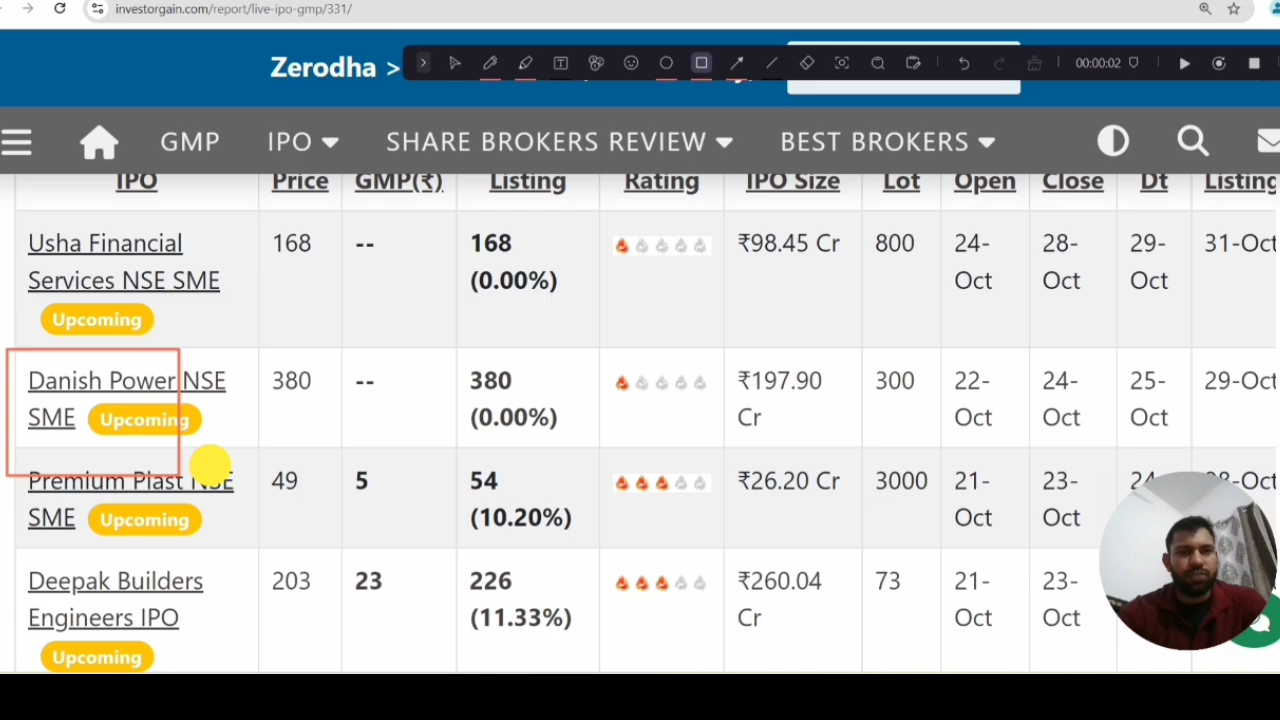 investorgain.com/report/live-ipo-gmp/331/
Zerodha >
00:00:02
GMP IPO SHARE BROKERS REVIEW BEST BROKERS
IPO Price GMP(₹) Listing Rating IPO Size Lot Open Close Dt Listing
Usha Financial 168 -- 168 ₹98.45 Cr 800 24- 28- 29- 31-Oct
Services NSE SME (0.00%) Oct Oct Oct
Upcoming
Danish Power NSE 380 -- 380 ₹197.90 300 22- 24- 25- 29-Oct
SME Upcoming (0.00%) Cr Oct Oct Oct
Premium Plast NSE 49 5 54 ₹26.20 Cr 3000 21- 23- 24- 28-Oct
SME Upcoming (10.20%) Oct Oct
Deepak Builders 203 23 226 ₹260.04 73 21- 23-
Engineers IPO (11.33%) Cr Oct Oct
Upcoming